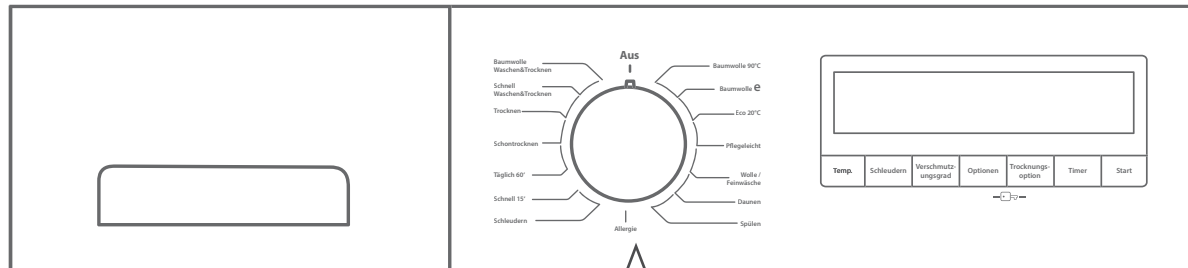 Aus
Baumwolle
Waschen&Trocknen
Schnell
Waschen&Trocknen
Trocknen
Schontrocknen
Täglich 60'
Schnell 15'
Schleudern
Allergie
Baumwolle 90°C
Baumwolle e
Eco 20°C
Pflegeleicht
Wolle /
Feinwäsche
Daunen
Spülen
Temp.
Schleudern
Verschmutz-
ungsgrad
Optionen
Trocknungs-
option
Timer
Start